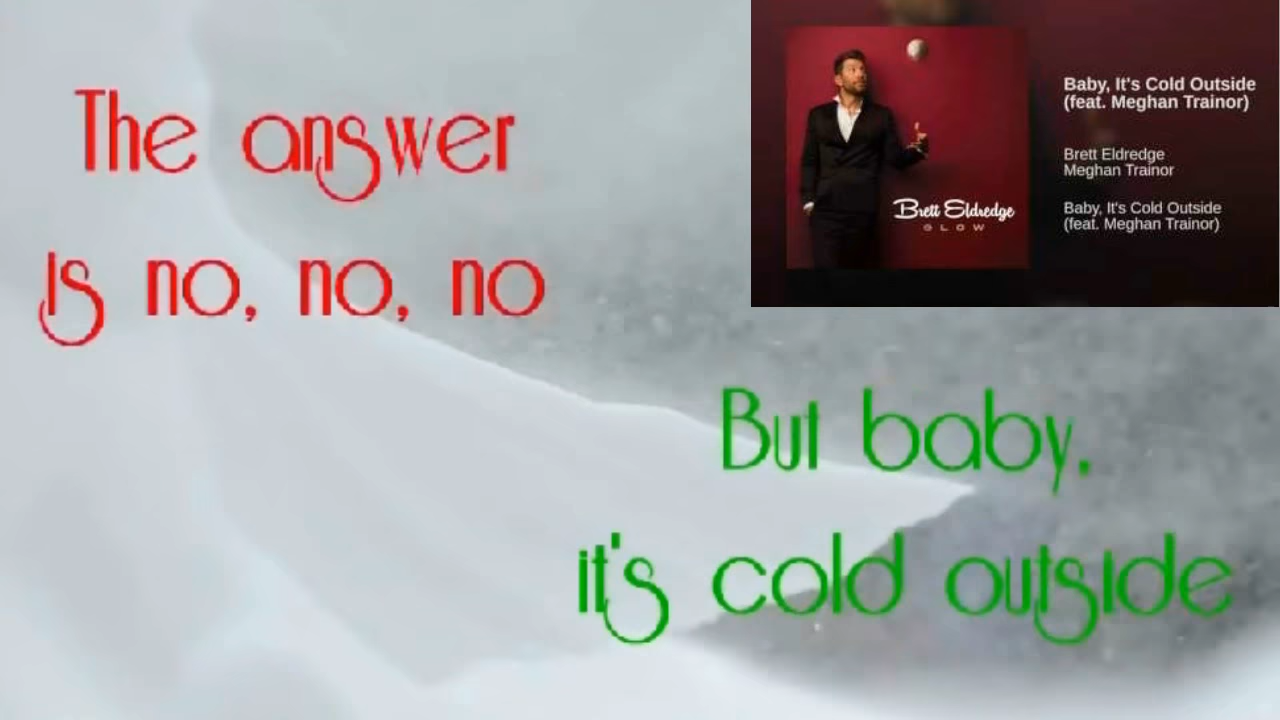 The answer
is no, no, no
But baby,
it's cold outside
Brett Eldredge
GLOW
Baby, It's Cold Outside
(feat. Meghan Trainor)
Brett Eldredge
Meghan Trainor
Baby, It's Cold Outside
(feat. Meghan Trainor)